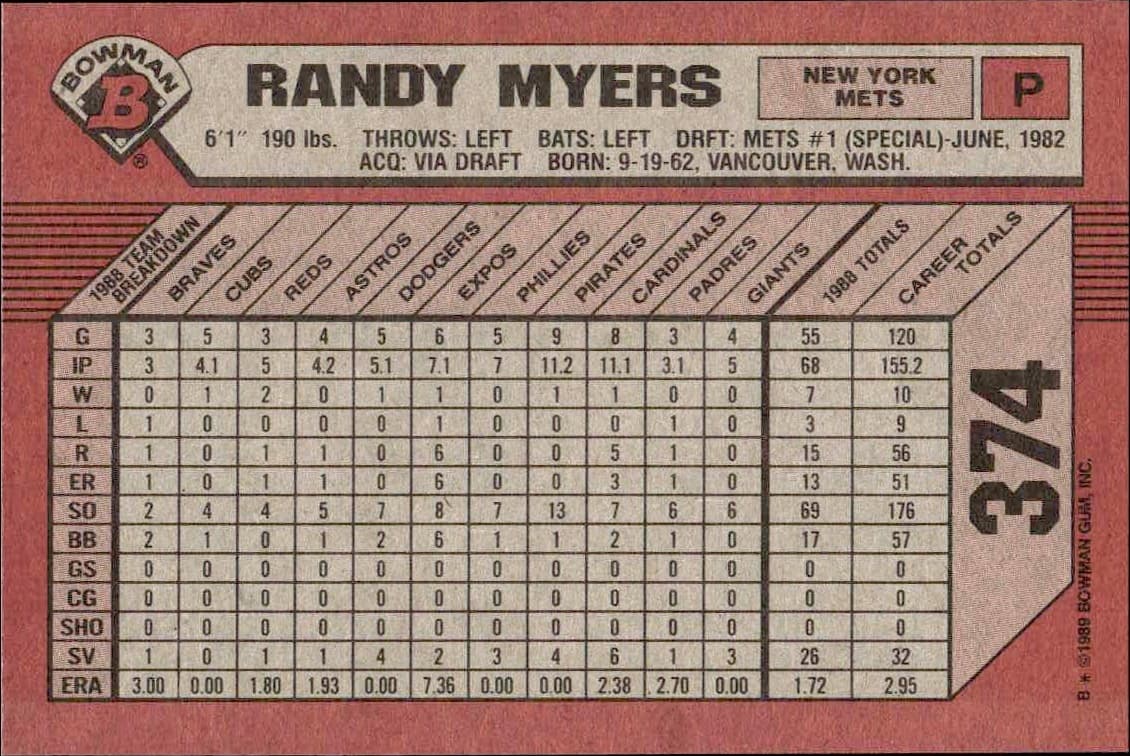 BOWMAN
B
®
RANDY MYERS
NEW YORK
METS
P
6'1" 190 lbs. THROWS: LEFT BATS: LEFT DRFT: METS #1 (SPECIAL)-JUNE, 1982
ACQ: VIA DRAFT BORN: 9-19-62, VANCOUVER, WASH.
1988 TEAM
BREAKDOWN BRAVES CUBS REDS ASTROS DODGERS EXPOS PHILLIES PIRATES CARDINALS PADRES GIANTS 1988 TOTALS CAREER
TOTALS
G 3 5 3 4 5 6 5 9 8 3 4 55 120
IP 3 4.1 5 4.2 5.1 7.1 7 11.2 11.1 3.1 5 68 155.2
W 0 1 2 0 1 1 0 1 1 0 0 7 10
L 1 0 0 0 0 1 0 0 0 1 0 3 9
R 1 0 1 1 0 6 0 0 5 1 0 15 56
ER 1 0 1 1 0 6 0 0 3 1 0 13 51
SO 2 4 4 5 7 8 7 13 7 6 6 69 176
BB 2 1 0 1 2 6 1 1 2 1 0 17 57
GS 0 0 0 0 0 0 0 0 0 0 0 0 0
CG 0 0 0 0 0 0 0 0 0 0 0 0 0
SHO 0 0 0 0 0 0 0 0 0 0 0 0 0
SV 1 0 1 1 4 2 3 4 6 1 3 26 32
ERA 3.00 0.00 1.80 1.93 0.00 7.36 0.00 0.00 2.38 2.70 0.00 1.72 2.95
374
B * ©1989 BOWMAN GUM, INC.